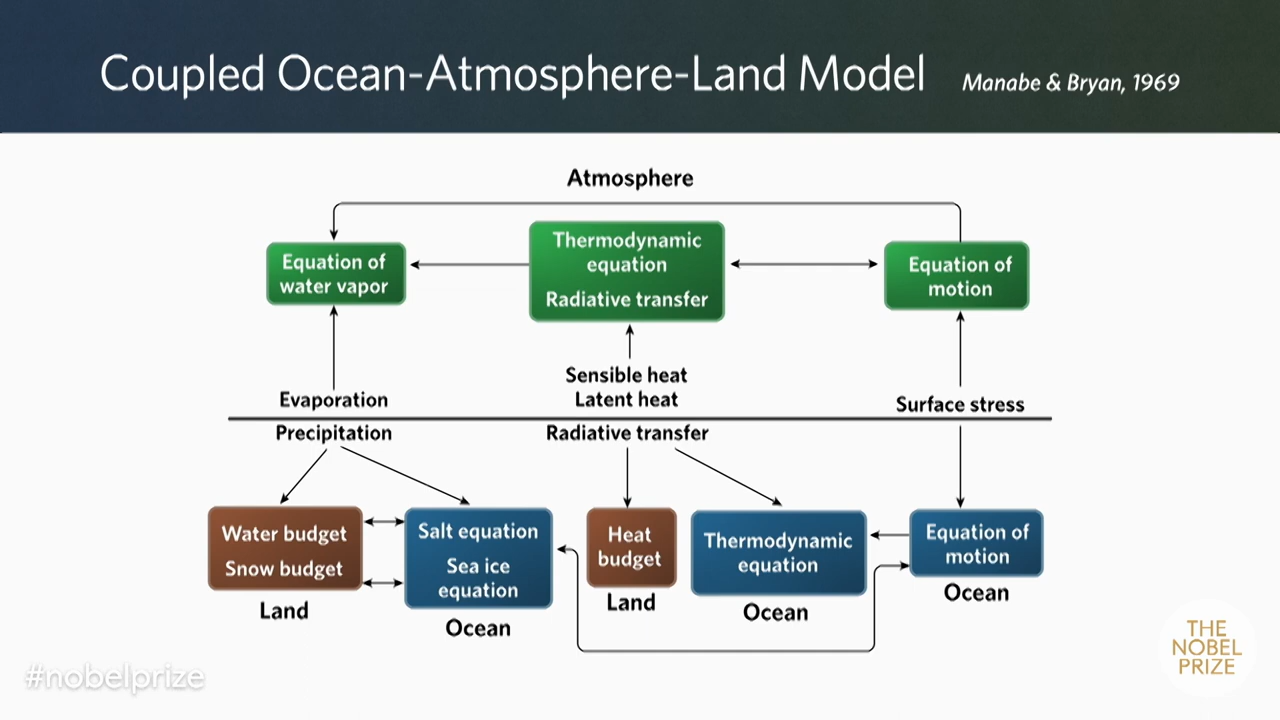 Coupled Ocean-Atmosphere-Land Model Manabe & Bryan, 1969
Atmosphere
Equation of
water vapor
Thermodynamic
equation
Radiative transfer
Equation of
motion
Evaporation
Sensible heat
Latent heat
Surface stress
Precipitation
Radiative transfer
Water budget
Snow budget
Land
Salt equation
Sea ice
equation
Ocean
Heat
budget
Land
Thermodynamic
equation
Ocean
Equation of
motion
Ocean
#nobelprize
THE
NOBEL
PRIZE